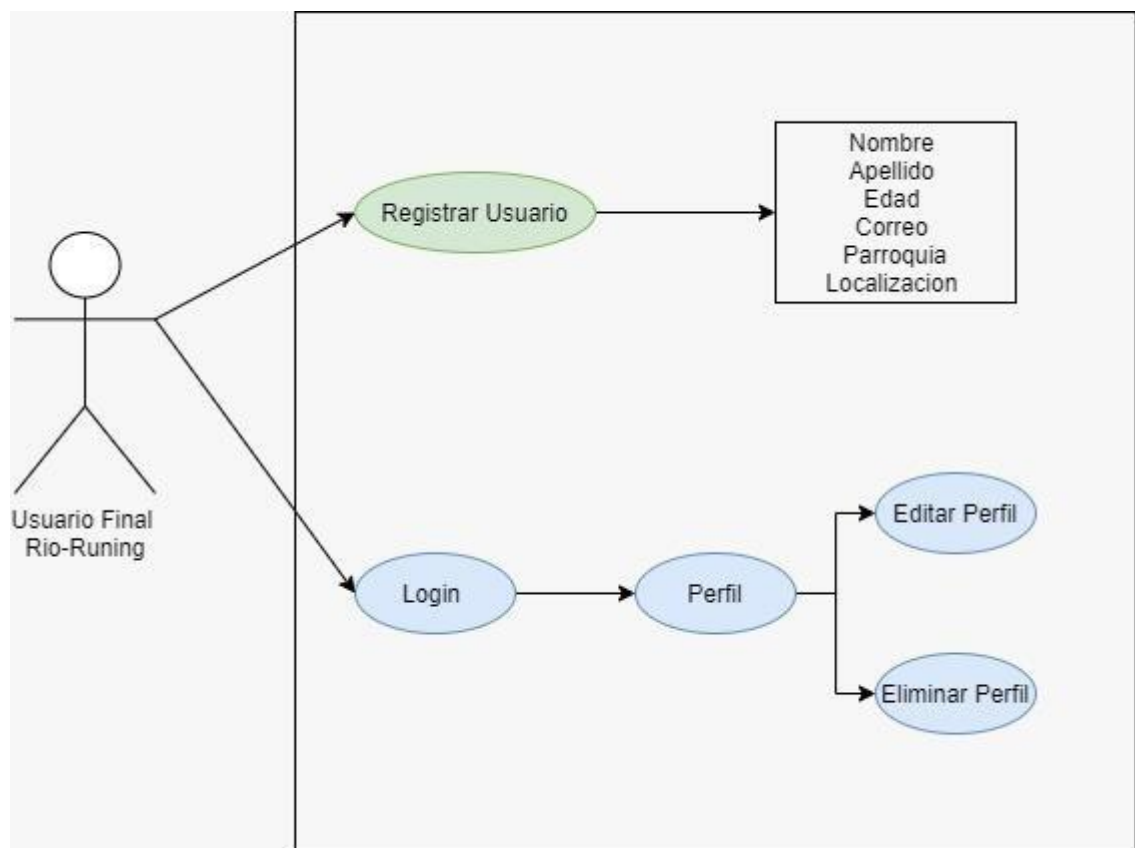 Nombre
Apellido
Edad
Correo
Parroquia
Localizacion
Registrar Usuario
Usuario Final
Rio-Runing
Editar Perfil
Login
Perfil
Eliminar Perfil